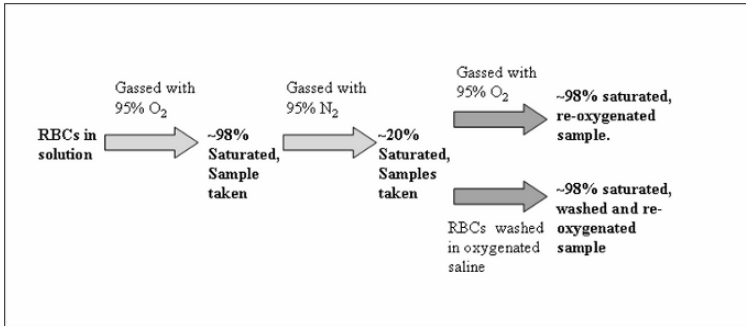 Gassed with
95% O2
RBCs in
solution
~98%
Saturated,
Sample
taken
Gassed with
95% N2
~20%
Saturated,
Samples
taken
Gassed with
95% O2
~98% saturated,
re-oxygenated
sample.
RBCs washed
in oxygenated
saline
~98% saturated,
washed and re-
oxygenated
sample